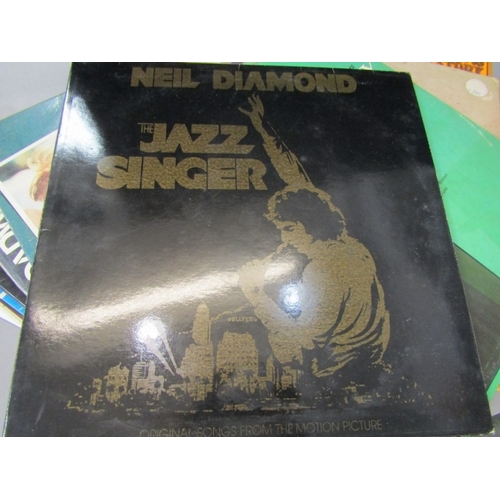 NEIL DIAMOND
THE JAZZ
SINGER
ORIGINAL SONGS FROM THE MOTION PICTURE